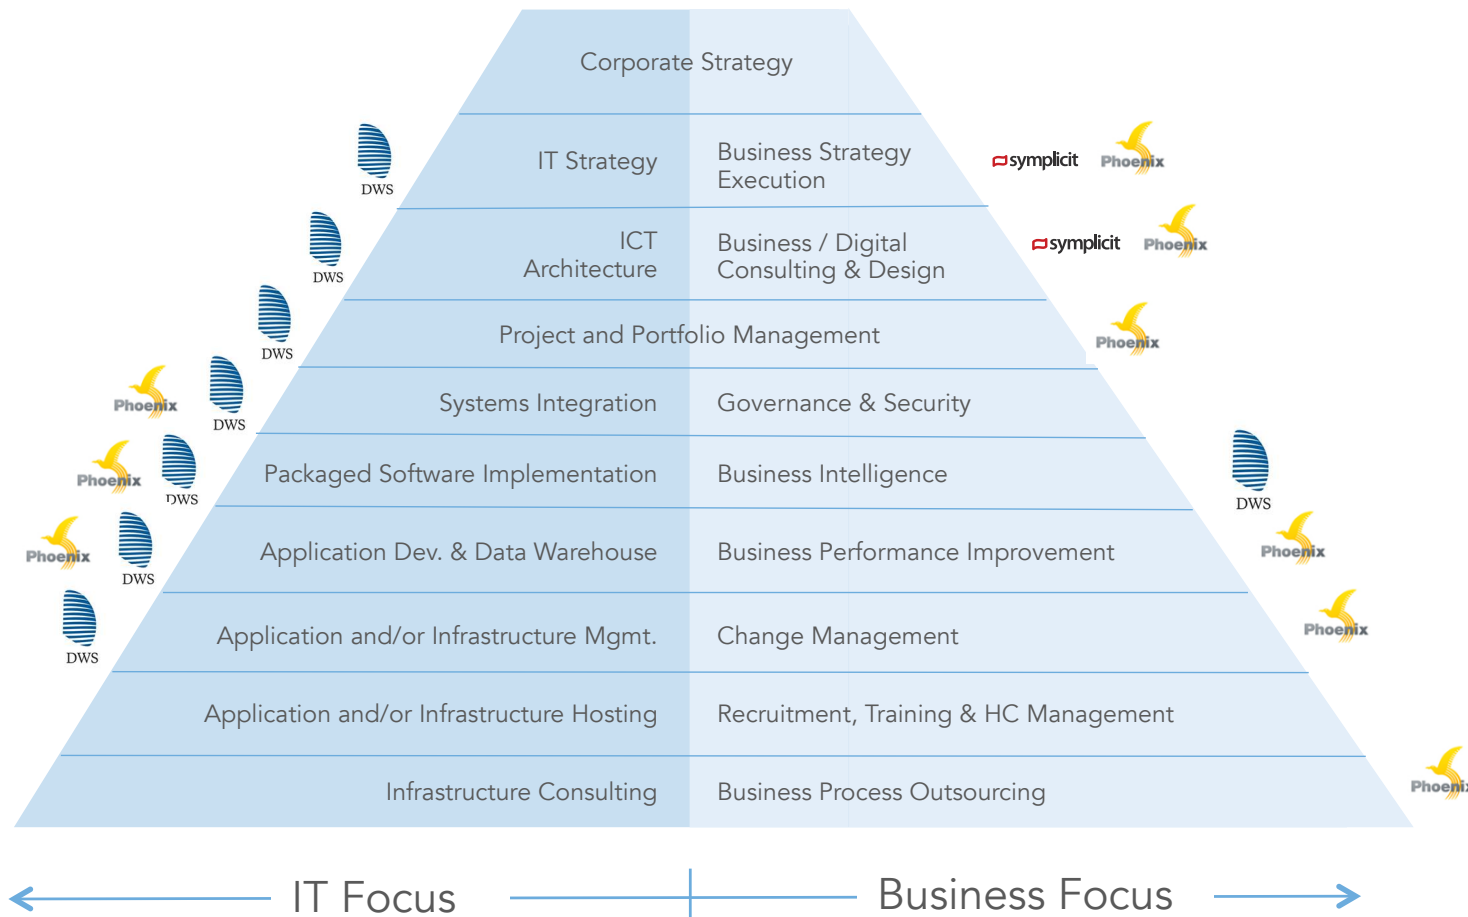 Corporate Strategy
DWS
IT Strategy
Business Strategy
Execution
symplicit
Phoenix
DWS
ICT
Architecture
Business / Digital
Consulting & Design
symplicit
Phoenix
DWS
Project and Portfolio Management
Phoenix
Phoenix
DWS
Systems Integration
Governance & Security
Phoenix
DWS
Packaged Software Implementation
Business Intelligence
DWS
Phoenix
DWS
Application Dev. & Data Warehouse
Business Performance Improvement
Phoenix
DWS
Application and/or Infrastructure Mgmt.
Change Management
Phoenix
Application and/or Infrastructure Hosting
Recruitment, Training & HC Management
Infrastructure Consulting
Business Process Outsourcing
Phoenix
IT Focus
Business Focus